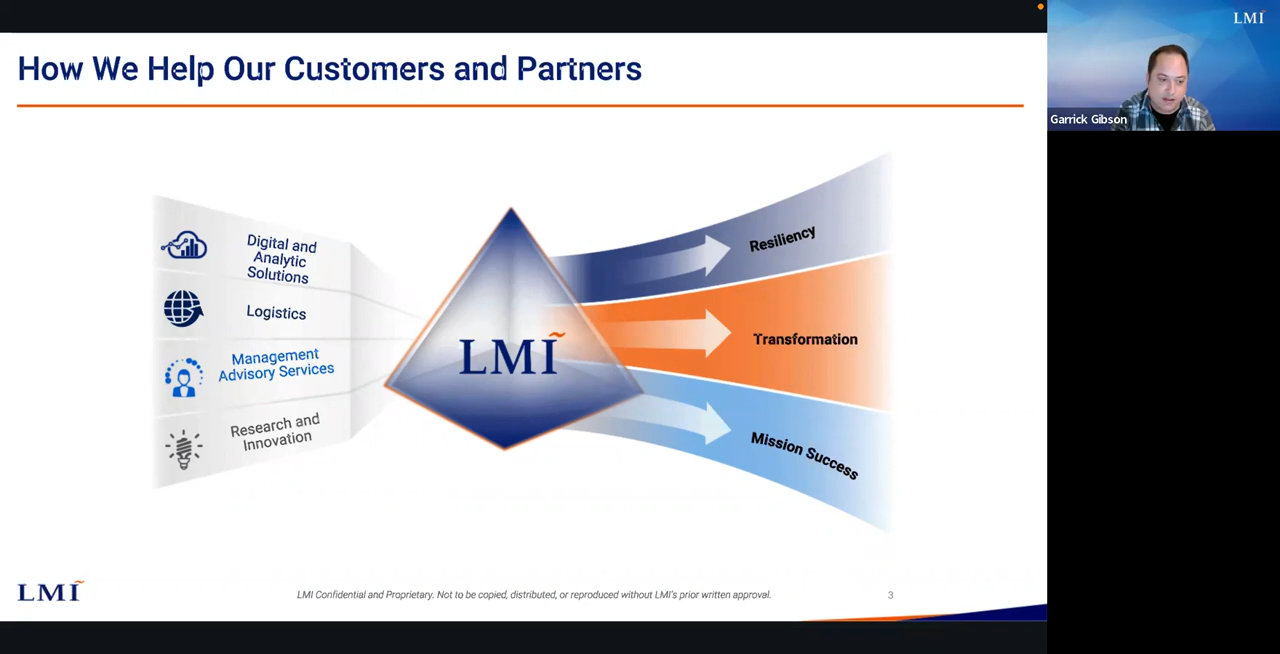 How We Help Our Customers and Partners
LMI
Garrick Gibson
Digital and
Analytic
Solutions
Logistics
Management
Advisory Services
Research and
Innovation
LMI
Resiliency
Transformation
Mission Success
LMI
LMI Confidential and Proprietary. Not to be copied, distributed, or reproduced without LMI's prior written approval.
3